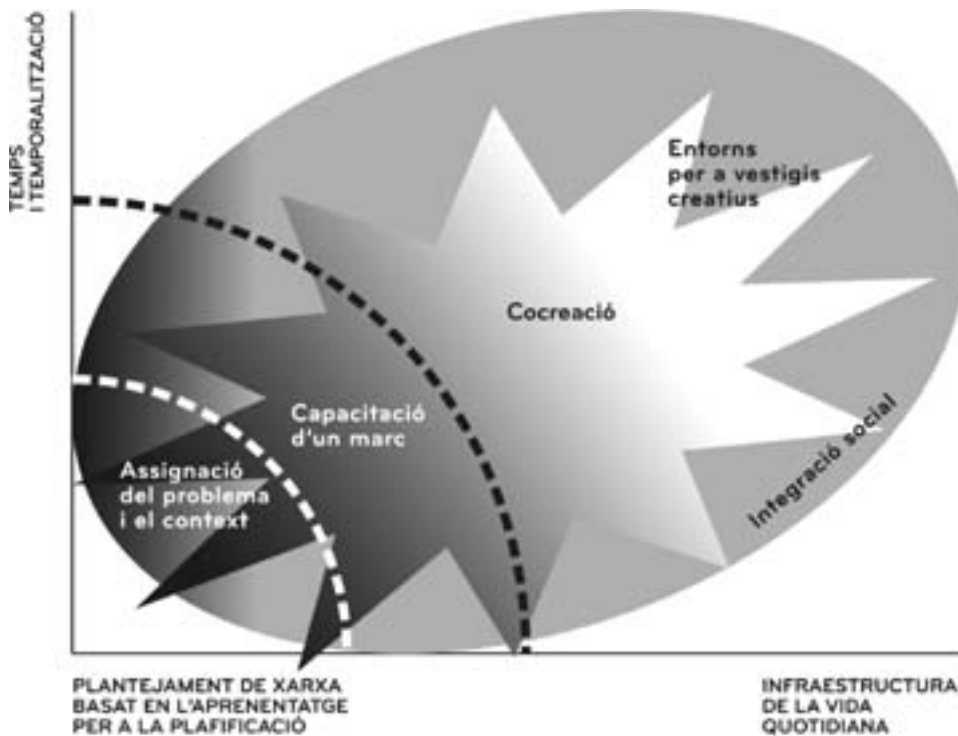 TEMPS
I TEMPORALITZACIÓ
Entorns
per a vestigis
creatius
Cocreació
Capacitació
d'un marc
Assignació
del problema
i el context
Integració social
PLANTEJAMENT DE XARXA
BASAT EN L'APRENENTATGE
PER A LA PLAFIFICACIÓ
INFRAESTRUCTURA
DE LA VIDA
QUOTIDIANA